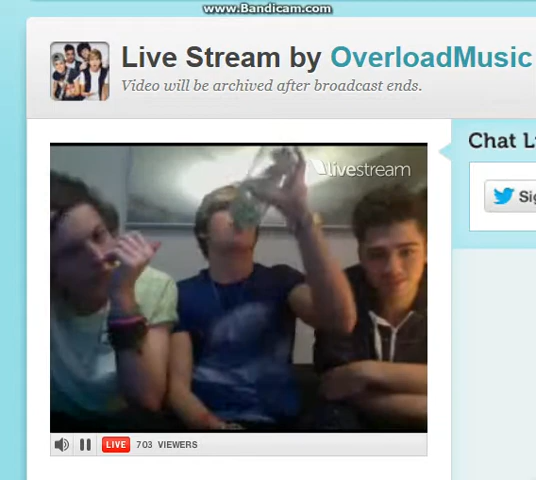 www.Bandicam.com
Live Stream by OverloadMusic
Video will be archived after broadcast ends.
Chat
livestream
LIVE 703 VIEWERS